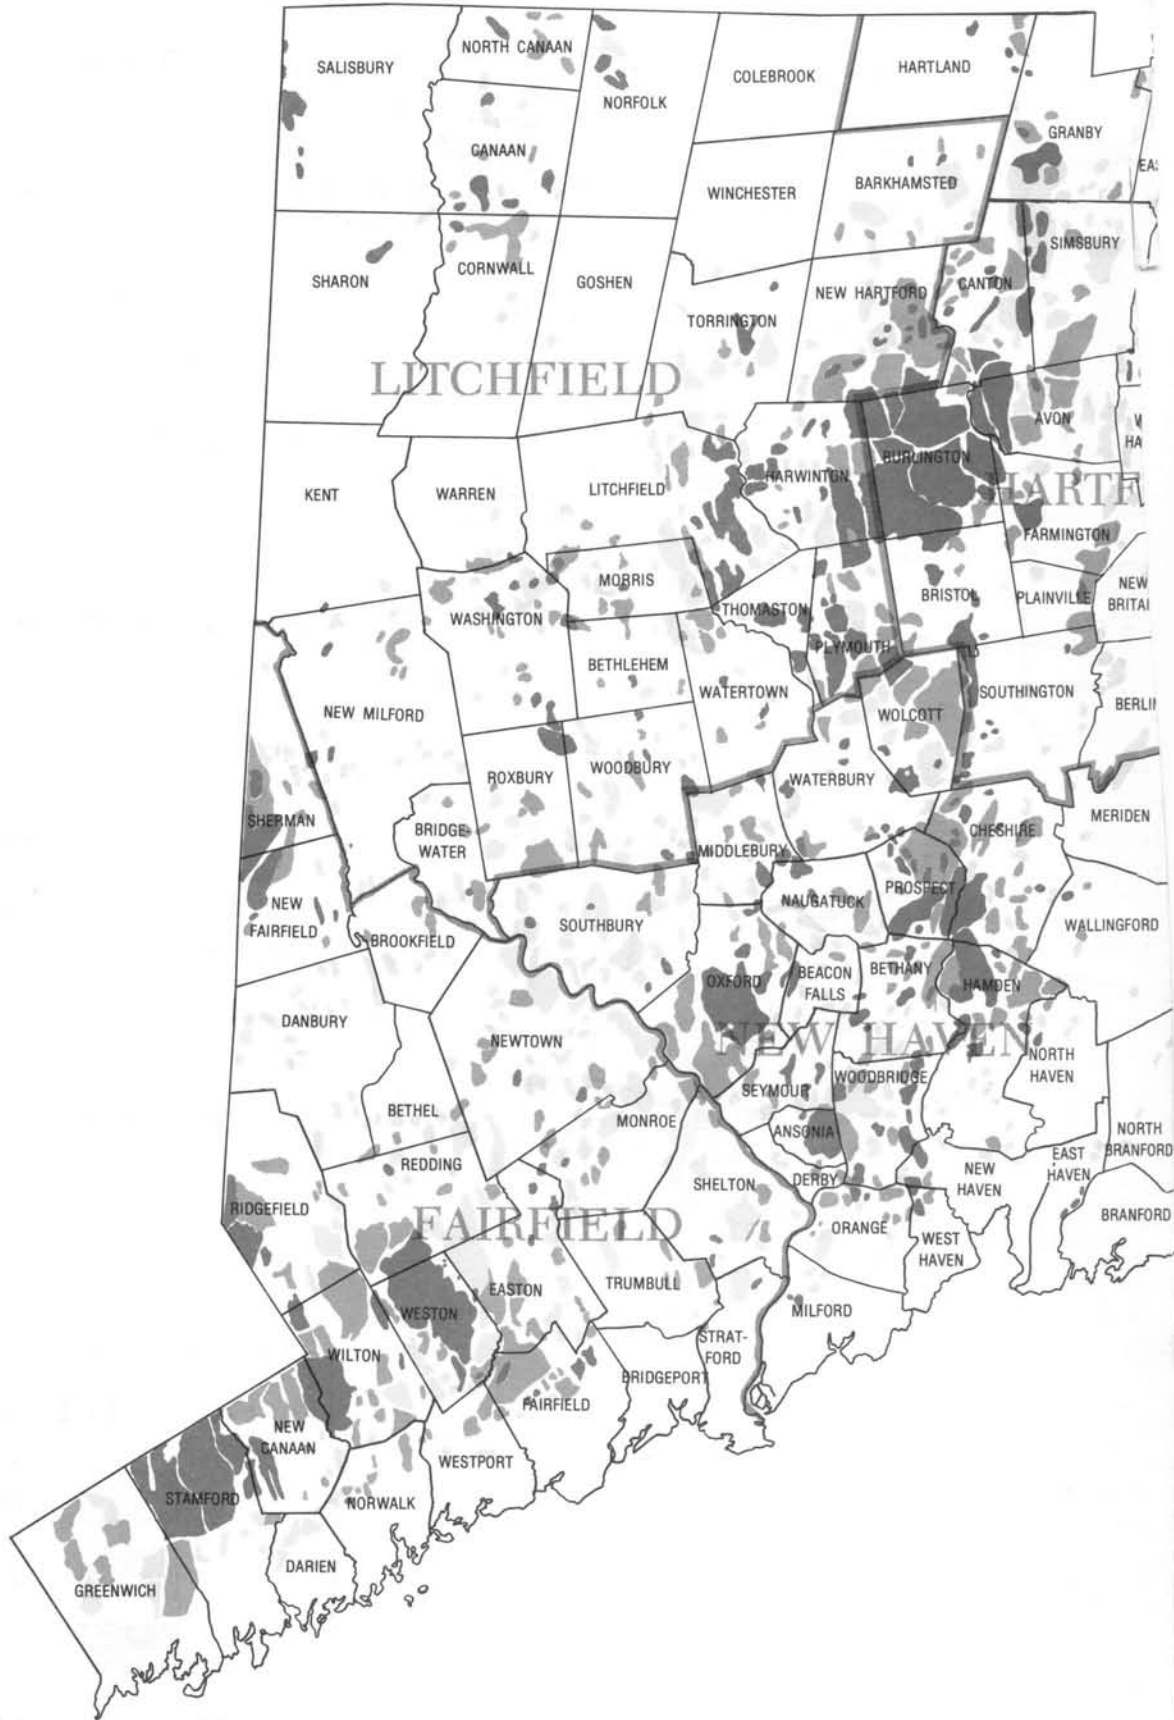 SALISBURY
NORTH CANAAN
NORFOLK
COLEBROOK
HARTLAND
GRANBY
CANAAN
WINCHESTER
BARKHAMSTED
SHARON
CORNWALL
GOSHEN
TORRINGTON
NEW HARTFORD
CANTON
SIMSBURY
LITCHFIELD
AVON
KENT
WARREN
LITCHFIELD
HARWINTON
BURLINGTON
HARTF
FARMINGTON
MORRIS
WASHINGTON
THOMASTON
BRISTOL
PLAINVILLE
NEW
BRITAI
BETHLEHEM
PLYMOUTH
WATERTOWN
NEW MILFORD
WOLCOTT
SOUTHINGTON
BERLI
ROXBURY
WOODBURY
WATERBURY
SHERMAN
BRIDGE-
WATER
MIDDLEBURY
CHESHIRE
MERIDEN
NEW
FAIRFIELD
BROOKFIELD
SOUTHBURY
NAUGATUCK
PROSPECT
WALLINGFORD
OXFORD
BEACON
FALLS
BETHANY
HAMDEN
DANBURY
NEWTOWN
NEW HAVEN
NORTH
HAVEN
BETHEL
MONROE
SEYMOUR
WOODBRIDGE
ANSONIA
NORTH
BRANFORD
REDDING
SHELTON
DERBY
NEW
HAVEN
EAST
HAVEN
RIDGEFIELD
FAIRFIELD
ORANGE
WEST
HAVEN
BRANFORD
WESTON
EASTON
TRUMBULL
MILFORD
WILTON
STRAT-
FORD
BRIDGEPORT
FAIRFIELD
NEW
CANAAN
WESTPORT
STAMFORD
NORWALK
GREENWICH
DARIEN